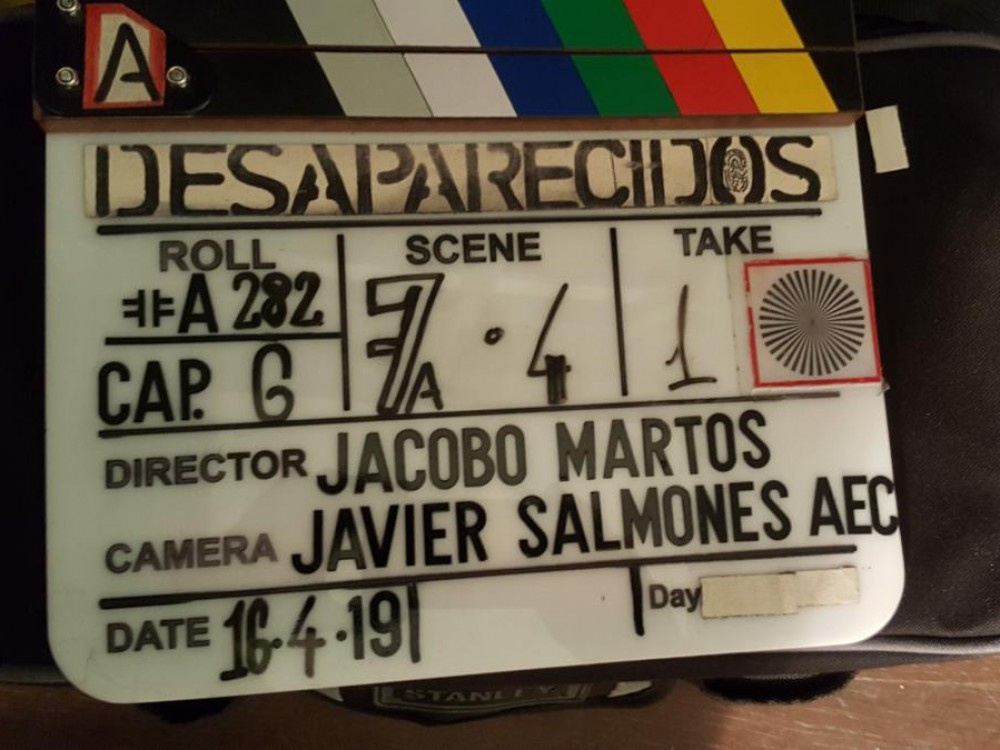 A
DESAPARECIDOS
ROLL SCENE TAKE
#A 282 7A · 4 1
CAP. 6
DIRECTOR JACOBO MARTOS
CAMERA JAVIER SALMONES AEC
DATE 16·4·19 Day
STANLEY